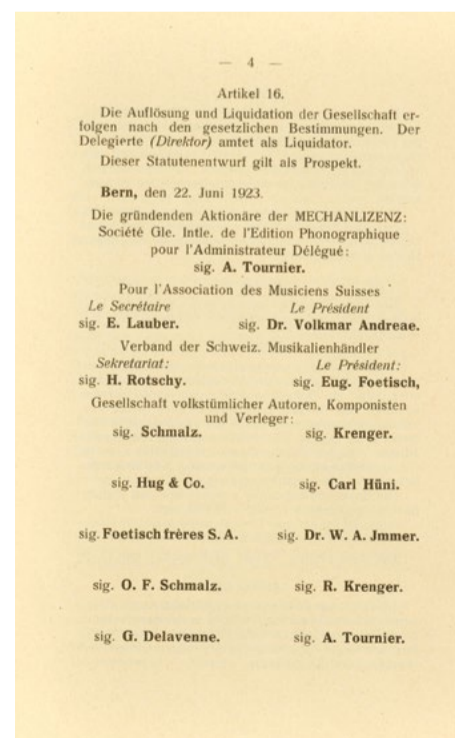 — 4 —
Artikel 16.
Die Auflösung und Liquidation der Gesellschaft er-
folgen nach den gesetzlichen Bestimmungen. Der
Delegierte (Direktor) amtet als Liquidator.
Dieser Statutenentwurf gilt als Prospekt.
Bern, den 22. Juni 1923.
Die gründenden Aktionäre der MECHANLIZENZ:
Société Gle. Intle. de l'Edition Phonographique
pour l'Administrateur Délégué:
sig. A. Tournier.
Pour l'Association des Musiciens Suisses
Le Secrétaire Le Président
sig. E. Lauber. sig. Dr. Volkmar Andreae.
Verband der Schweiz. Musikalienhändler
Sekretariat: Le Président:
sig. H. Rotschy. sig. Eug. Foetisch,
Gesellschaft volkstümlicher Autoren, Komponisten
und Verleger:
sig. Schmalz. sig. Krenger.
sig. Hug & Co. sig. Carl Hüni.
sig. Foetisch frères S. A. sig. Dr. W. A. Jmmer.
sig. O. F. Schmalz. sig. R. Krenger.
sig. G. Delavenne. sig. A. Tournier.